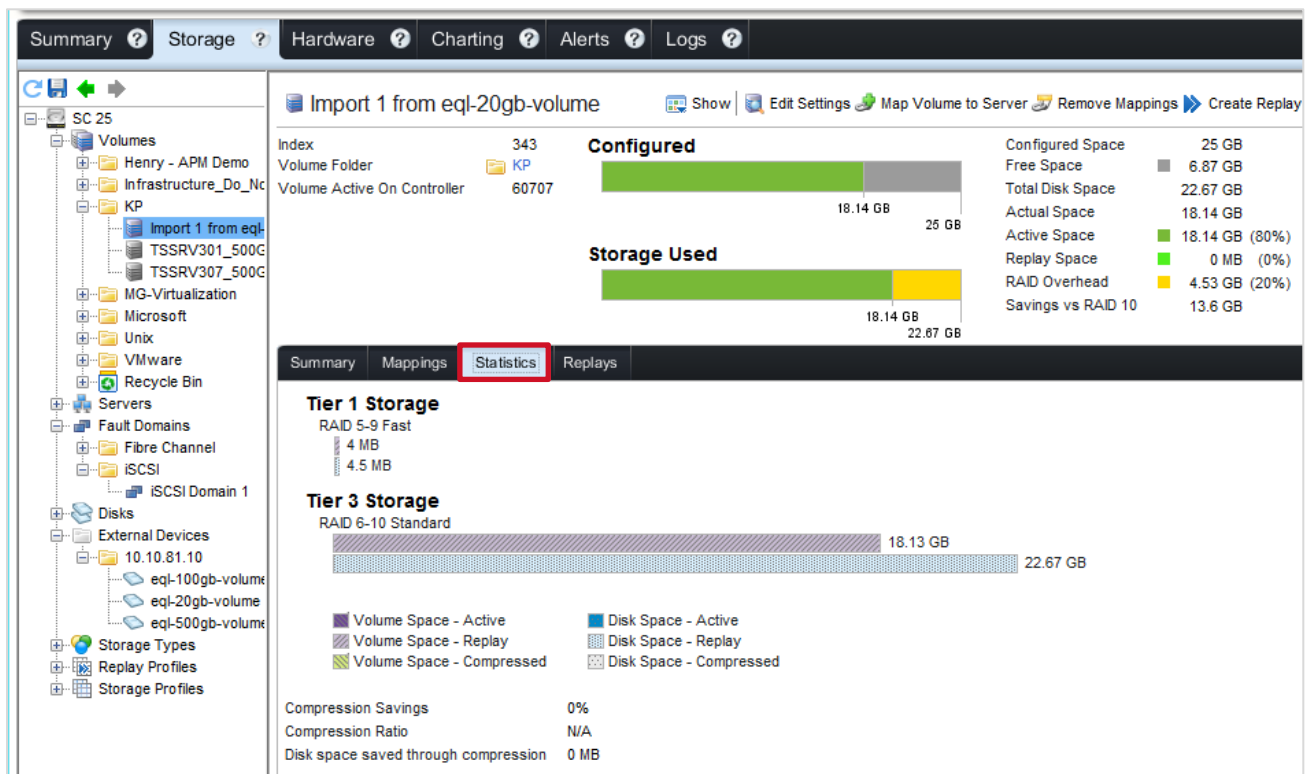 Summary ? Storage ? Hardware ? Charting ? Alerts ? Logs ?
SC 25
Volumes
Henry - APM Demo
Infrastructure_Do_Nc
KP
Import 1 from eql-
TSSRV301_500G
TSSRV307_500G
MG-Virtualization
Microsoft
Unix
VMware
Recycle Bin
Servers
Fault Domains
Fibre Channel
iSCSI
iSCSI Domain 1
Disks
External Devices
10.10.81.10
eql-100gb-volume
eql-20gb-volume
eql-500gb-volume
Storage Types
Replay Profiles
Storage Profiles
Import 1 from eql-20gb-volume Show Edit Settings Map Volume to Server Remove Mappings Create Replay
Index 343
Volume Folder KP
Volume Active On Controller 60707
Configured
18.14 GB
25 GB
Storage Used
18.14 GB
22.67 GB
Configured Space 25 GB
Free Space 6.87 GB
Total Disk Space 22.67 GB
Actual Space 18.14 GB
Active Space 18.14 GB (80%)
Replay Space 0 MB (0%)
RAID Overhead 4.53 GB (20%)
Savings vs RAID 10 13.6 GB
Summary Mappings Statistics Replays
Tier 1 Storage
RAID 5-9 Fast
4 MB
4.5 MB
Tier 3 Storage
RAID 6-10 Standard
18.13 GB
22.67 GB
Volume Space - Active Disk Space - Active
Volume Space - Replay Disk Space - Replay
Volume Space - Compressed Disk Space - Compressed
Compression Savings 0%
Compression Ratio N/A
Disk space saved through compression 0 MB